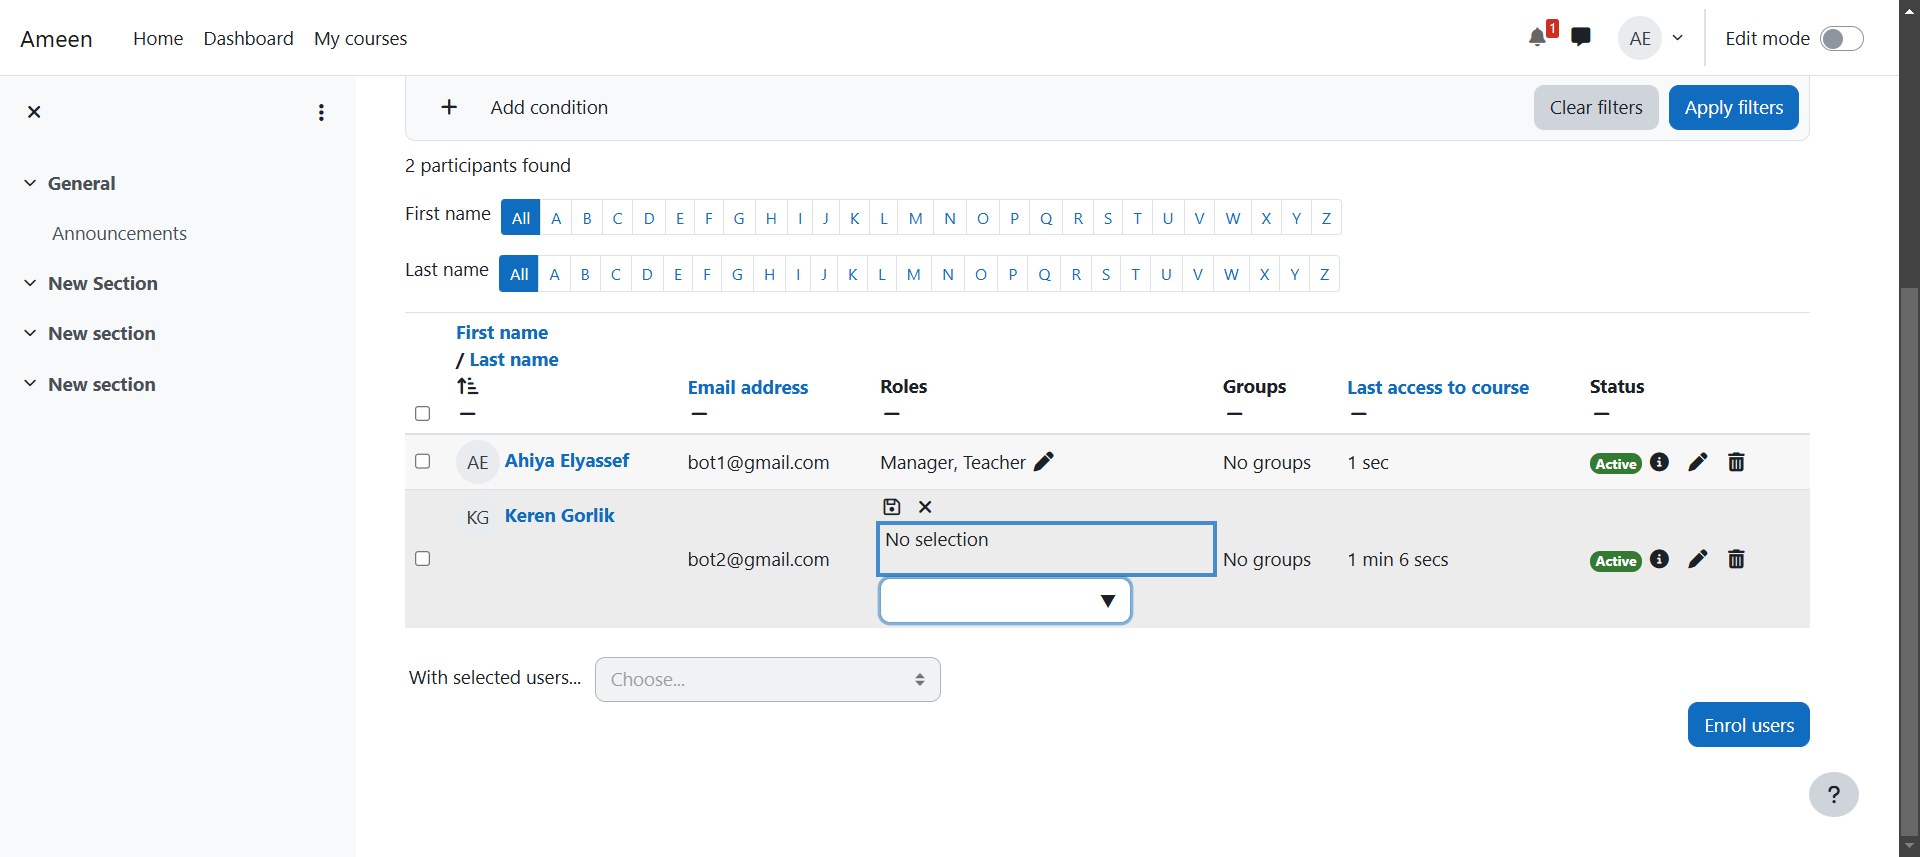 Ameen Home Dashboard My courses 1 AE Edit mode
Add condition Clear filters Apply filters
General
Announcements
New Section
New section
New section
2 participants found
First name All A B C D E F G H I J K L M N O P Q R S T U V W X Y Z
Last name All A B C D E F G H I J K L M N O P Q R S T U V W X Y Z
First name
/ Last name
Email address Roles Groups Last access to course Status
AE Ahiya Elyassef bot1@gmail.com Manager, Teacher No groups 1 sec Active
KG Keren Gorlik
No selection
bot2@gmail.com No groups 1 min 6 secs Active
With selected users... Choose...
Enrol users
?